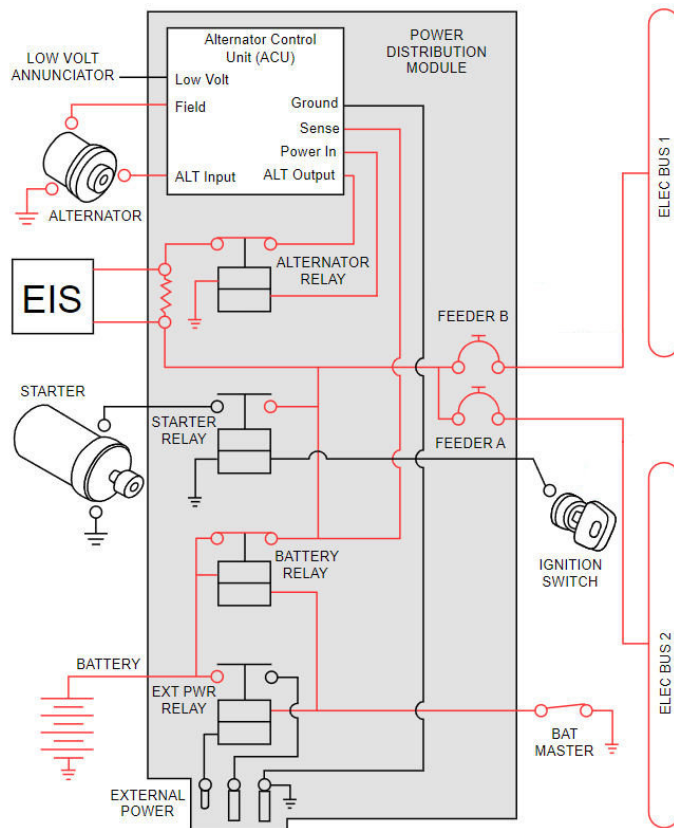 POWER
DISTRIBUTION
MODULE
Alternator Control
Unit (ACU)
LOW VOLT
ANNUNCIATOR
Low Volt
Field
ALT Input
Ground
Sense
Power In
ALT Output
ALTERNATOR
ELEC BUS 1
ALTERNATOR
RELAY
EIS
FEEDER B
STARTER
STARTER
RELAY
FEEDER A
IGNITION
SWITCH
BATTERY
RELAY
BATTERY
EXT PWR
RELAY
ELEC BUS 2
BAT
MASTER
EXTERNAL
POWER